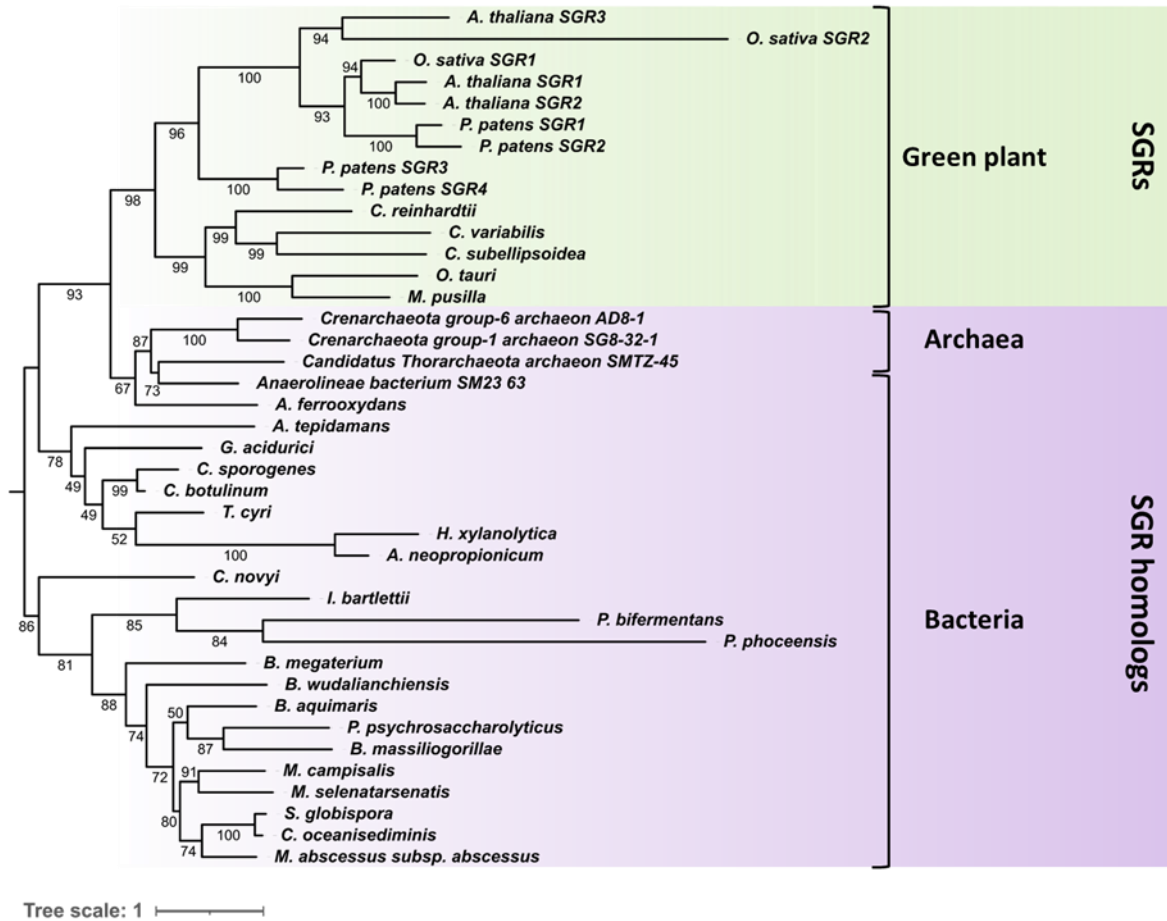 A. thaliana SGR3
94
O. sativa SGR2
O. sativa SGR1
94
100
A. thaliana SGR1
100
A. thaliana SGR2
93
P. patens SGR1
96
100
P. patens SGR2
Green plant
SGRs
P. patens SGR3
100
P. patens SGR4
98
C. reinhardtii
99
C. variabilis
99
C. subellipsoidea
99
O. tauri
93
100
M. pusilla
Crenarchaeota group-6 archaeon AD8-1
87
100
Crenarchaeota group-1 archaeon SG8-32-1
Archaea
Candidatus Thorarchaeota archaeon SMTZ-45
67
73
Anaerolineae bacterium SM23 63
A. ferrooxydans
A. tepidamans
78
G. acidurici
49
C. sporogenes
99
C. botulinum
49
T. cyri
52
H. xylanolytica
100
A. neopropionicum
C. novyi
I. bartlettii
86
85
P. bifermentans
Bacteria
SGR homologs
84
P. phoceensis
81
B. megaterium
88
B. wudalianchiensis
B. aquimaris
50
74
P. psychrosaccharolyticus
87
B. massiliogorillae
72
M. campisalis
91
M. selenatarsenatis
S. globispora
80
100
C. oceanisediminis
74
M. abscessus subsp. abscessus
Tree scale: 1